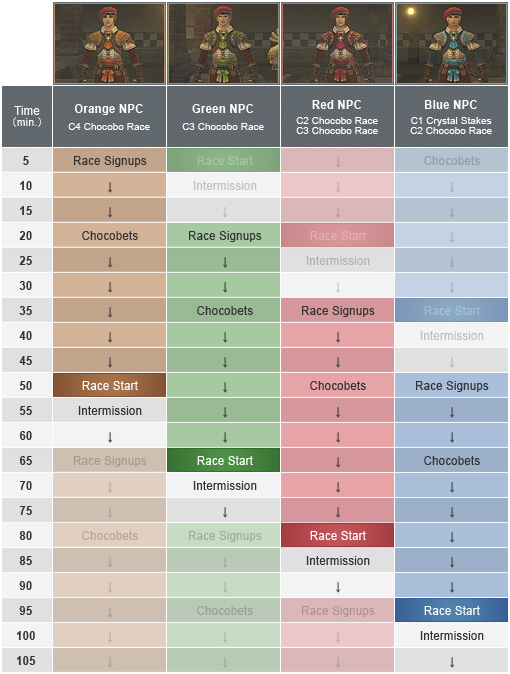 Time
(min.)
Orange NPC
C4 Chocobo Race
Green NPC
C3 Chocobo Race
Red NPC
C2 Chocobo Race
C3 Chocobo Race
Blue NPC
C1 Crystal Stakes
C2 Chocobo Race
5 Race Signups Race Start ↓ Chocobets
10 ↓ Intermission ↓ ↓
15 ↓ ↓ ↓ ↓
20 Chocobets Race Signups Race Start ↓
25 ↓ ↓ Intermission ↓
30 ↓ ↓ ↓ ↓
35 ↓ Chocobets Race Signups Race Start
40 ↓ ↓ ↓ Intermission
45 ↓ ↓ ↓ ↓
50 Race Start ↓ Chocobets Race Signups
55 Intermission ↓ ↓ ↓
60 ↓ ↓ ↓ ↓
65 Race Signups Race Start ↓ Chocobets
70 ↓ Intermission ↓ ↓
75 ↓ ↓ ↓ ↓
80 Chocobets Race Signups Race Start ↓
85 ↓ ↓ Intermission ↓
90 ↓ ↓ ↓ ↓
95 ↓ Chocobets Race Signups Race Start
100 ↓ ↓ ↓ Intermission
105 ↓ ↓ ↓ ↓